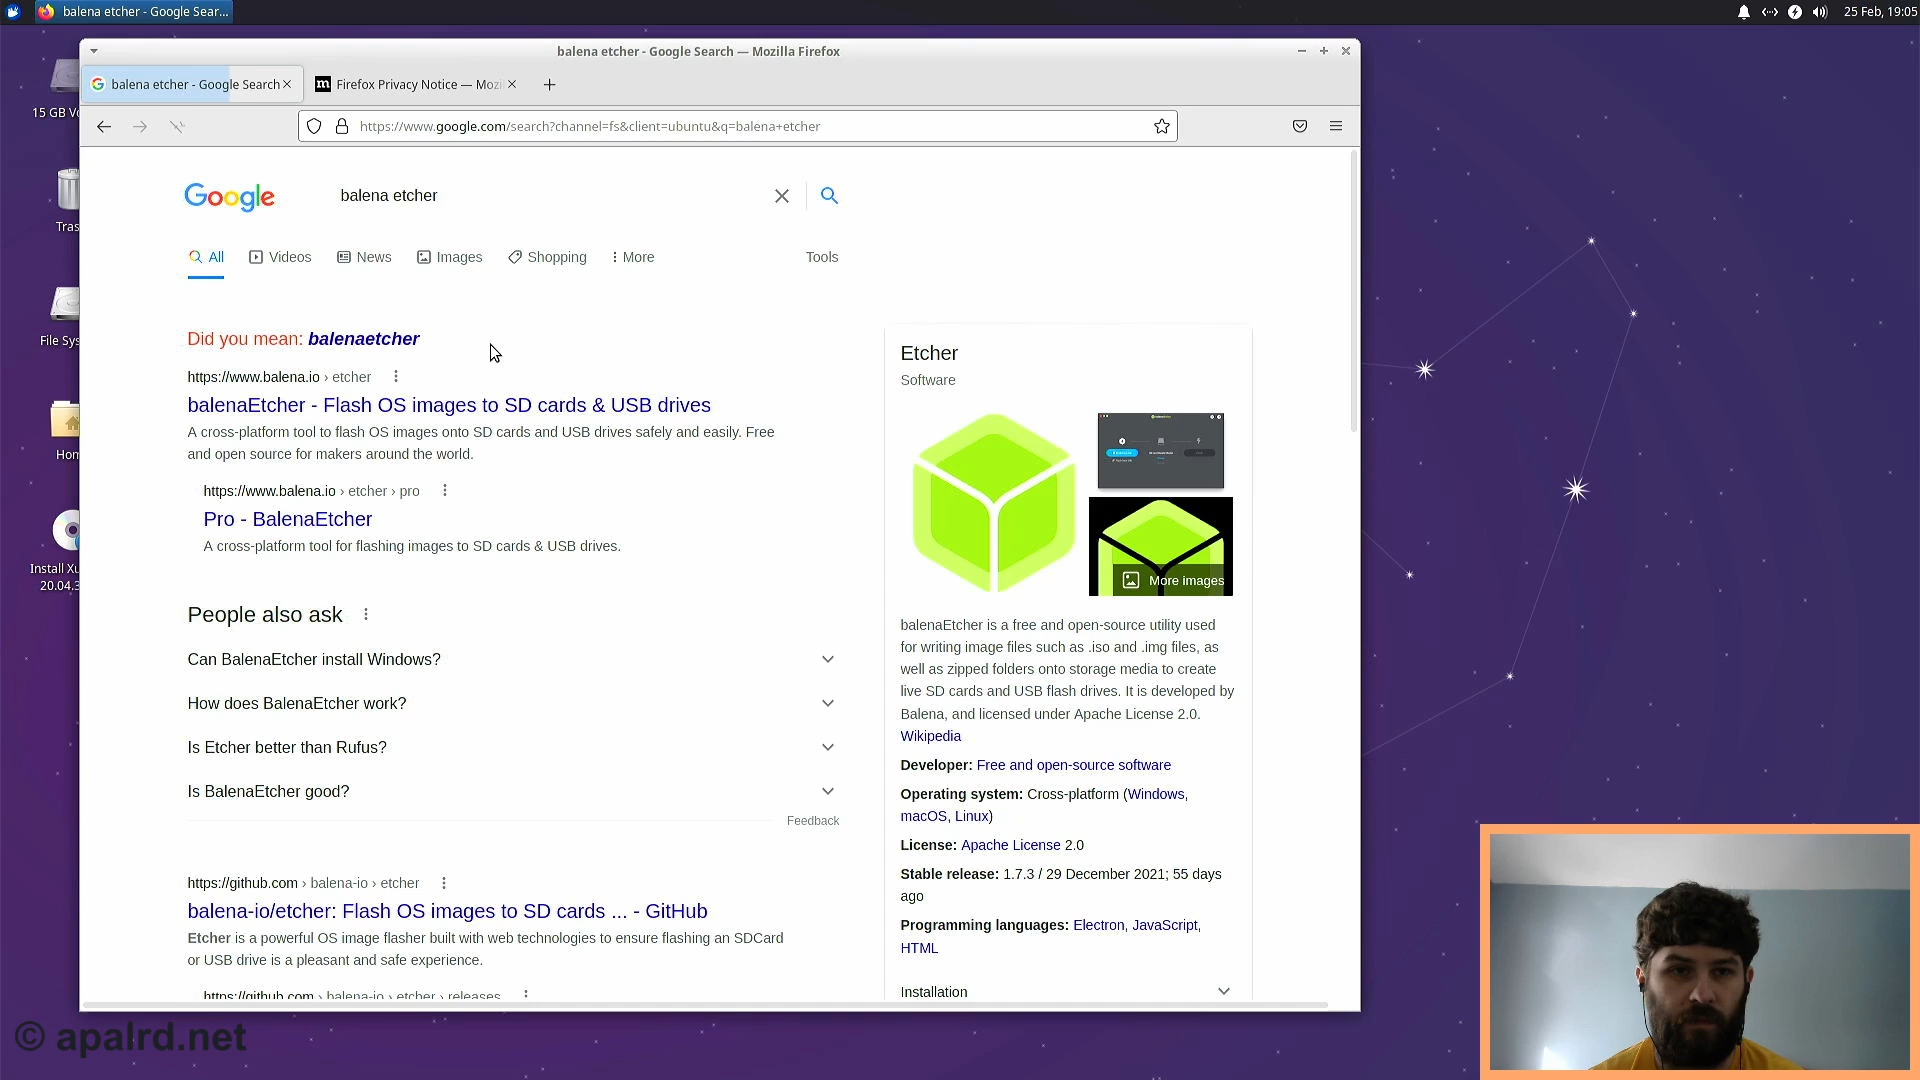 balena etcher - Google Sear...
25 Feb, 19:05
balena etcher - Google Search — Mozilla Firefox
balena etcher - Google Search
Firefox Privacy Notice — Mozi
https://www.google.com/search?channel=fs&client=ubuntu&q=balena+etcher
15 GB Vo
Tras
File Sys
Hom
Install Xu
20.04.3
Google
balena etcher
All
Videos
News
Images
Shopping
More
Tools
Did you mean: balenaetcher
https://www.balena.io › etcher
balenaEtcher - Flash OS images to SD cards & USB drives
A cross-platform tool to flash OS images onto SD cards and USB drives safely and easily. Free
and open source for makers around the world.
https://www.balena.io › etcher › pro
Pro - BalenaEtcher
A cross-platform tool for flashing images to SD cards & USB drives.
People also ask
Can BalenaEtcher install Windows?
How does BalenaEtcher work?
Is Etcher better than Rufus?
Is BalenaEtcher good?
Feedback
https://github.com › balena-io › etcher
balena-io/etcher: Flash OS images to SD cards ... - GitHub
Etcher is a powerful OS image flasher built with web technologies to ensure flashing an SDCard
or USB drive is a pleasant and safe experience.
https://github.com › balena-io › etcher › releases
Etcher
Software
More images
balenaEtcher is a free and open-source utility used
for writing image files such as .iso and .img files, as
well as zipped folders onto storage media to create
live SD cards and USB flash drives. It is developed by
Balena, and licensed under Apache License 2.0.
Wikipedia
Developer: Free and open-source software
Operating system: Cross-platform (Windows,
macOS, Linux)
License: Apache License 2.0
Stable release: 1.7.3 / 29 December 2021; 55 days
ago
Programming languages: Electron, JavaScript,
HTML
Installation
© apalrd.net